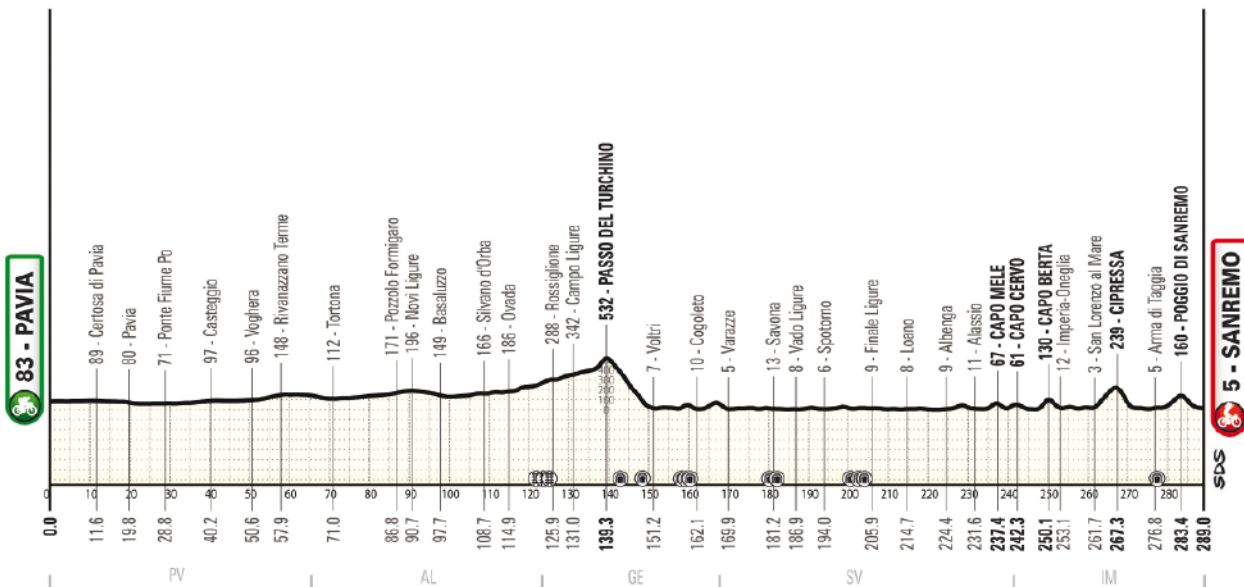 83 - PAVIA
89 - Certosa di Pavia
80 - Pavia
71 - Ponte Fiume Po
97 - Casteggio
96 - Voghera
148 - Rivanazzano Terme
112 - Tortona
171 - Pozzolo Formigaro
196 - Novi Ligure
149 - Basaluzzo
166 - Silvano d'Orba
186 - Ovada
288 - Rossiglione
342 - Campo Ligure
532 - PASSO DEL TURCHINO
7 - Voltri
10 - Cogoleto
5 - Varazze
13 - Savona
8 - Vado Ligure
6 - Spotorno
9 - Finale Ligure
8 - Loano
9 - Albenga
11 - Alassio
67 - CAPO MELE
61 - CAPO CERVO
130 - CAPO BERTA
12 - Imperia-Oneglia
3 - San Lorenzo al Mare
239 - CIPRESSA
5 - Arma di Taggia
160 - POGGIO DI SANREMO
5 - SANREMO
400
300
200
100
0
SDS
0 10 20 30 40 50 60 70 80 90 100 110 120 130 140 150 160 170 180 190 200 210 220 230 240 250 260 270 280
0.0
11.6
19.8
28.8
40.2
50.6
57.9
71.0
86.8
90.7
97.7
108.7
114.9
125.9
131.0
139.3
151.2
162.1
169.9
181.2
186.9
194.0
205.9
214.7
224.4
231.6
237.4
242.3
250.1
253.1
261.7
267.3
276.8
283.4
289.0
PV
AL
GE
SV
IM